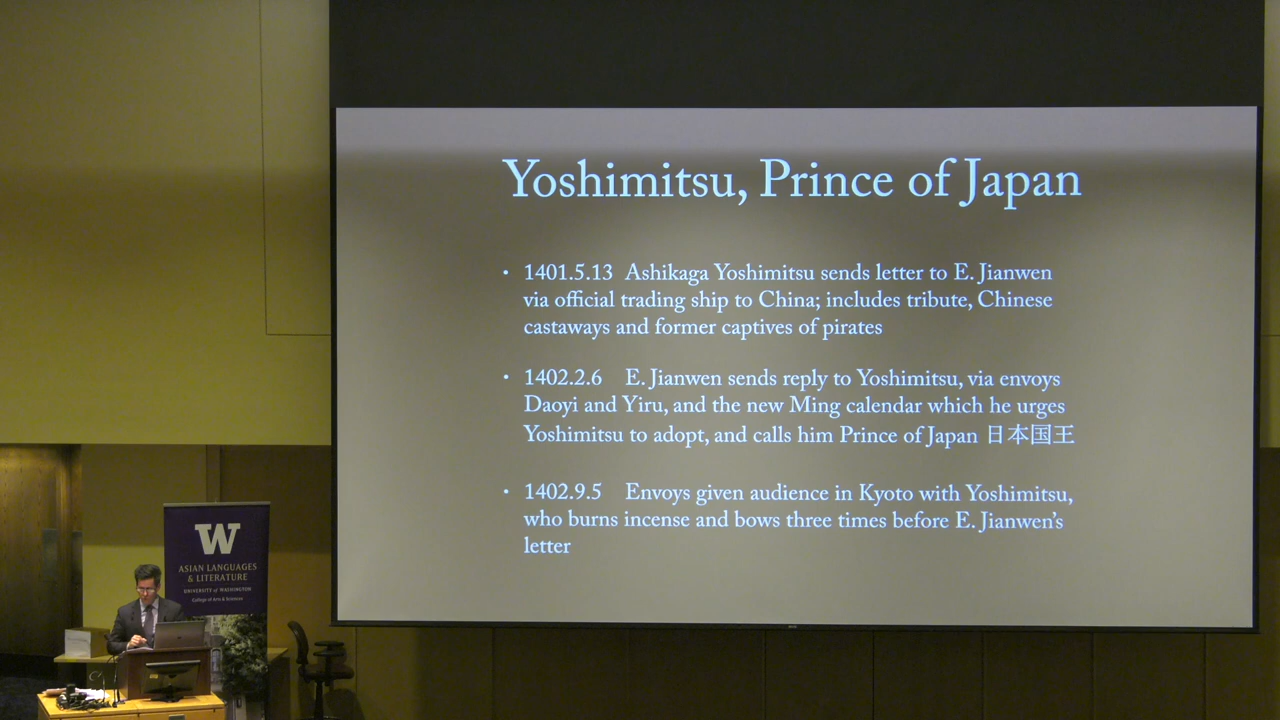 Yoshimitsu, Prince of Japan
• 1401.5.13 Ashikaga Yoshimitsu sends letter to E. Jianwen
via official trading ship to China; includes tribute, Chinese
castaways and former captives of pirates
• 1402.2.6 E. Jianwen sends reply to Yoshimitsu, via envoys
Daoyi and Yiru, and the new Ming calendar which he urges
Yoshimitsu to adopt, and calls him Prince of Japan 日本国王
• 1402.9.5 Envoys given audience in Kyoto with Yoshimitsu,
who burns incense and bows three times before E. Jianwen's
letter
W
ASIAN LANGUAGES
& LITERATURE
UNIVERSITY of WASHINGTON
College of Arts & Sciences